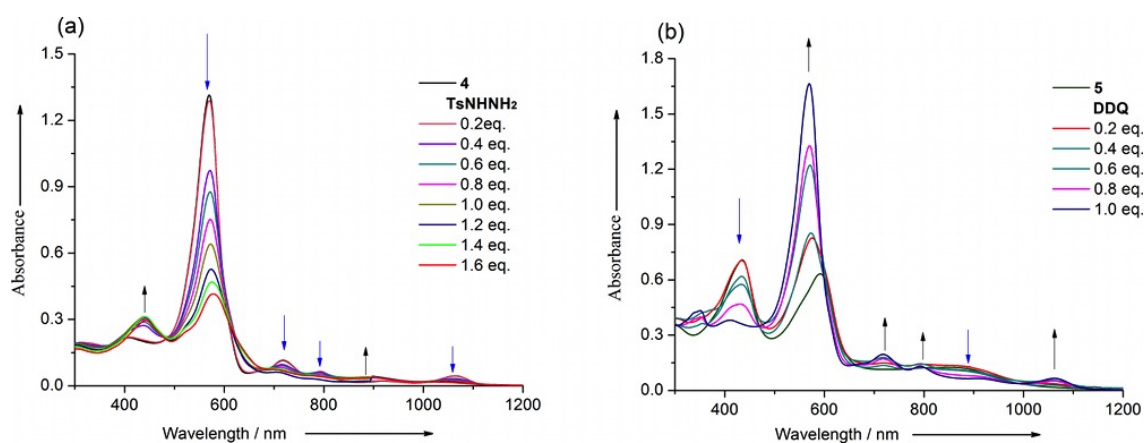 (a)
1.5
1.2
0.9
0.6
0.3
0.0
Absorbance
400 600 800 1000 1200
Wavelength / nm
4
TsNHNH₂
0.2eq.
0.4 eq.
0.6 eq.
0.8 eq.
1.0 eq.
1.2 eq.
1.4 eq.
1.6 eq.
(b)
1.8
1.5
1.2
0.9
0.6
0.3
0.0
Absorbance
400 600 800 1000 1200
Wavelength / nm
5
DDQ
0.2 eq.
0.4 eq.
0.6 eq.
0.8 eq.
1.0 eq.